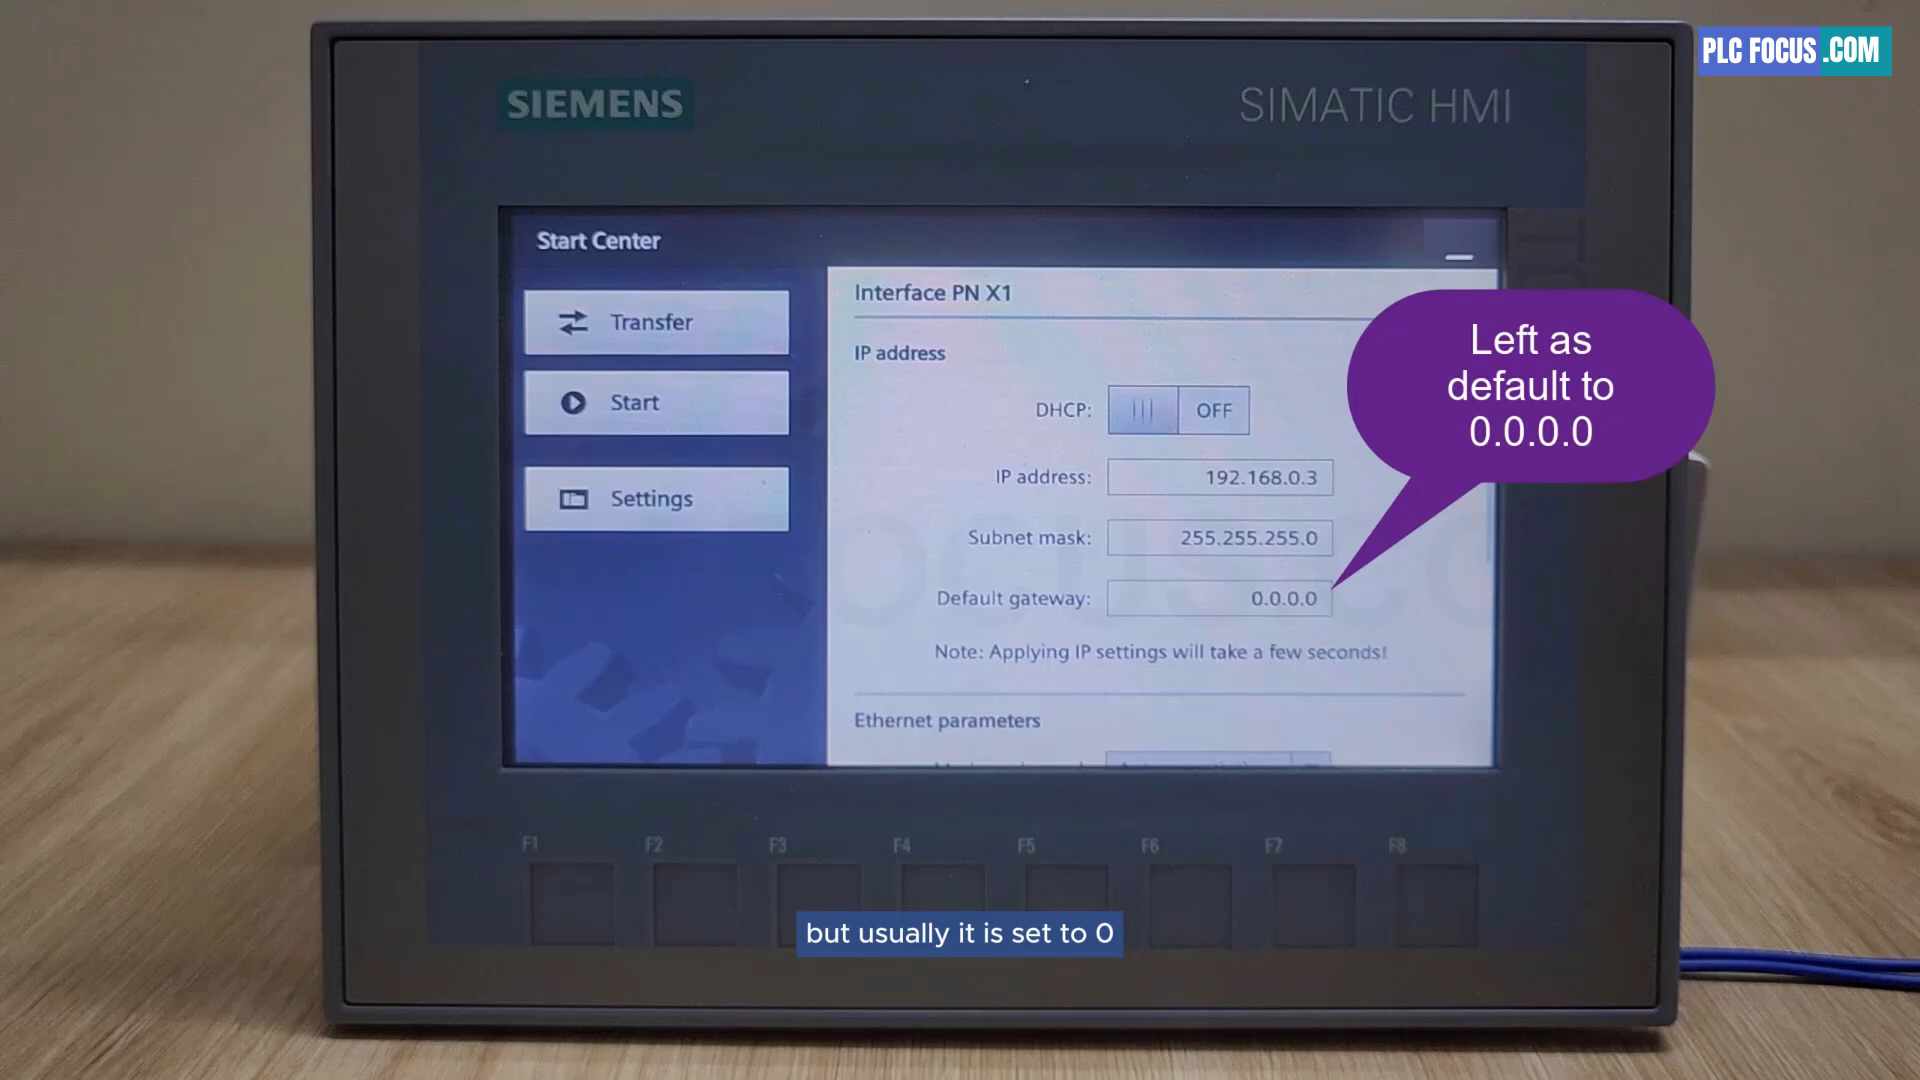 PLC FOCUS .COM
SIEMENS
SIMATIC HMI
Start Center
Transfer
Start
Settings
Interface PN X1
IP address
DHCP:
OFF
IP address:
192.168.0.3
Subnet mask:
255.255.255.0
Default gateway:
0.0.0.0
Note: Applying IP settings will take a few seconds!
Ethernet parameters
Left as
default to
0.0.0.0
F1
F2
F3
F4
F5
F6
F7
F8
but usually it is set to 0